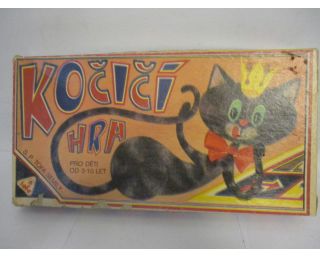 KOČIČÍ
HRA
PRO DĚTI
OD 3-10 LET